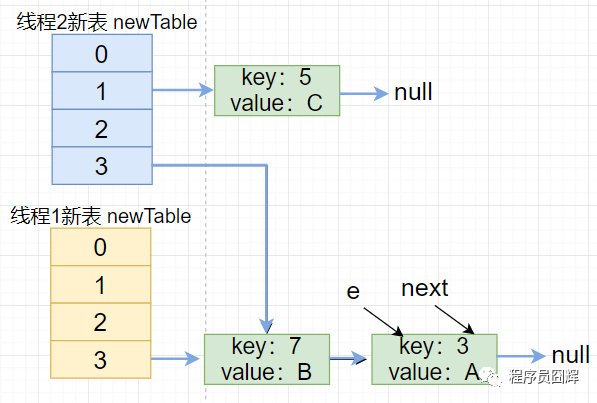 线程2新表 newTable
0
1
2
3
key：5
value：C
null
线程1新表 newTable
0
1
2
3
e
next
key：7
value：B
key：3
value：A
null
程序员囧辉